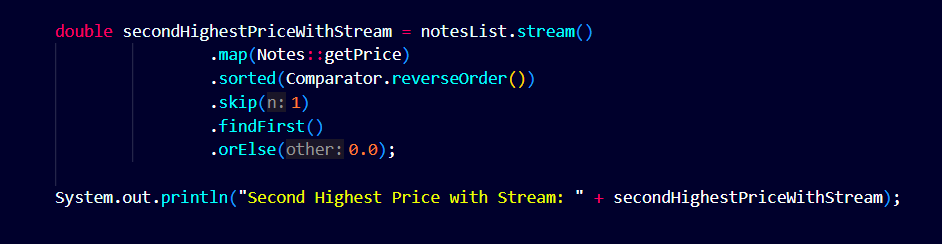 double secondHighestPriceWithStream = notesList.stream()
.map(Notes::getPrice)
.sorted(Comparator.reverseOrder())
.skip(n: 1)
.findFirst()
.orElse(other: 0.0);
System.out.println("Second Highest Price with Stream: " + secondHighestPriceWithStream);